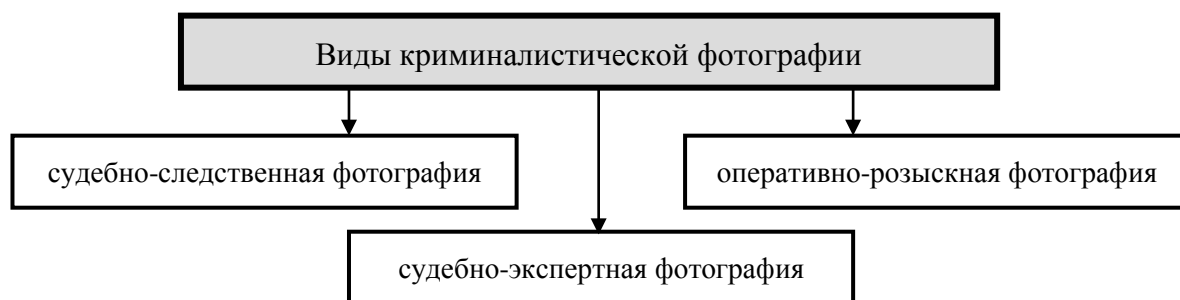 Виды криминалистической фотографии
судебно-следственная фотография
оперативно-розыскная фотография
судебно-экспертная фотография